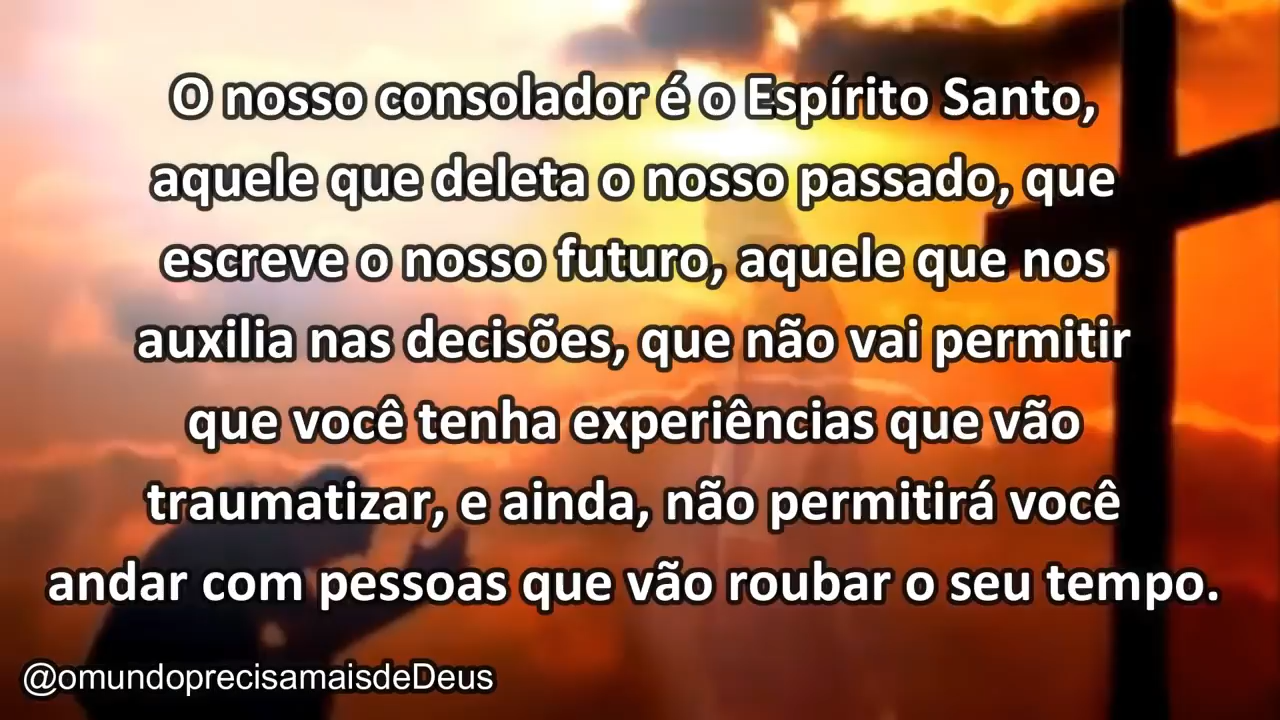 O nosso consolador é o Espírito Santo,
aquele que deleta o nosso passado, que
escreve o nosso futuro, aquele que nos
auxilia nas decisões, que não vai permitir
que você tenha experiências que vão
traumatizar, e ainda, não permitirá você
andar com pessoas que vão roubar o seu tempo.
@omundoprecisamaisdeDeus